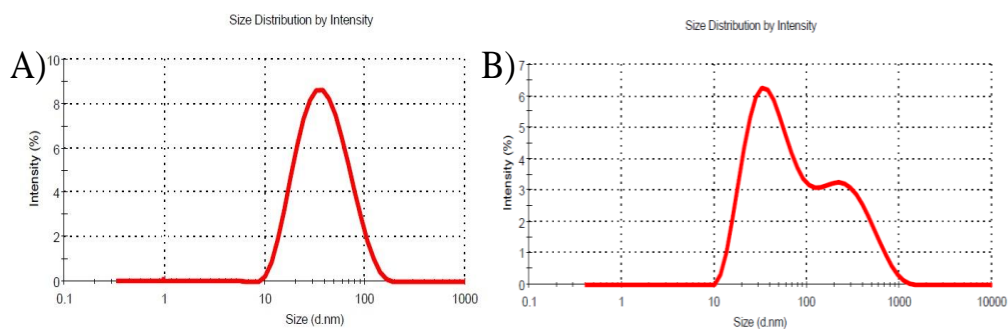 Size Distribution by Intensity
A)
10
8
6
4
2
0
Intensity (%)
0.1 1 10 100 1000
Size (d.nm)
Size Distribution by Intensity
B)
7
6
5
4
3
2
1
0
Intensity (%)
0.1 1 10 100 1000 10000
Size (d.nm)